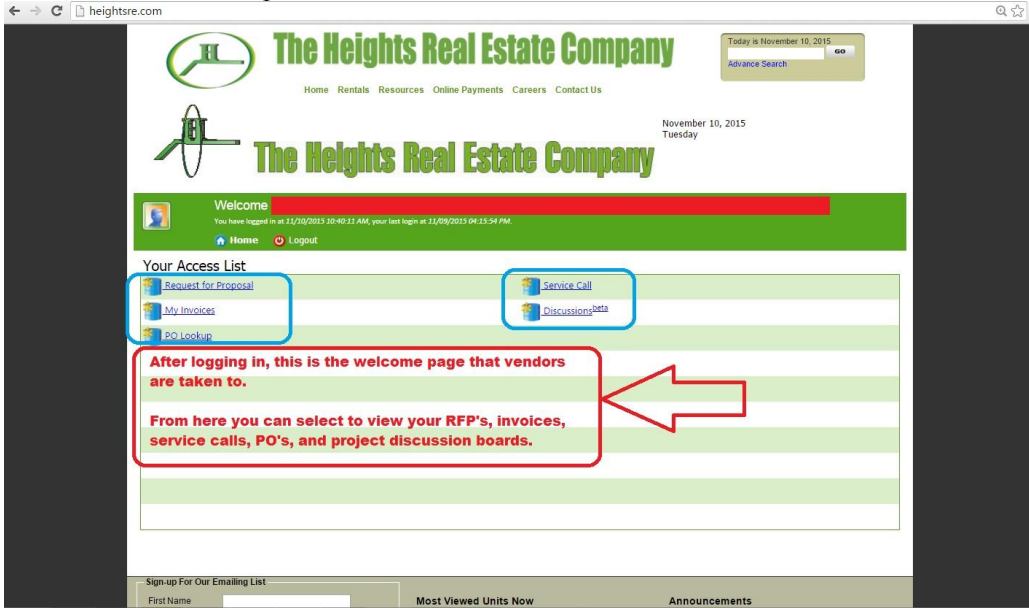 heightsre.com
The Heights Real Estate Company
Today is November 10, 2015
GO
Advance Search
Home Rentals Resources Online Payments Careers Contact Us
November 10, 2015
Tuesday
The Heights Real Estate Company
Welcome
You have logged in at 11/10/2015 10:40:11 AM, your last login at 11/09/2015 04:15:54 PM.
Home Logout
Your Access List
Request for Proposal
Service Call
My Invoices
Discussions beta
PO Lookup
After logging in, this is the welcome page that vendors
are taken to.
From here you can select to view your RFP's, invoices,
service calls, PO's, and project discussion boards.
Sign-up For Our Emailing List
First Name
Most Viewed Units Now
Announcements